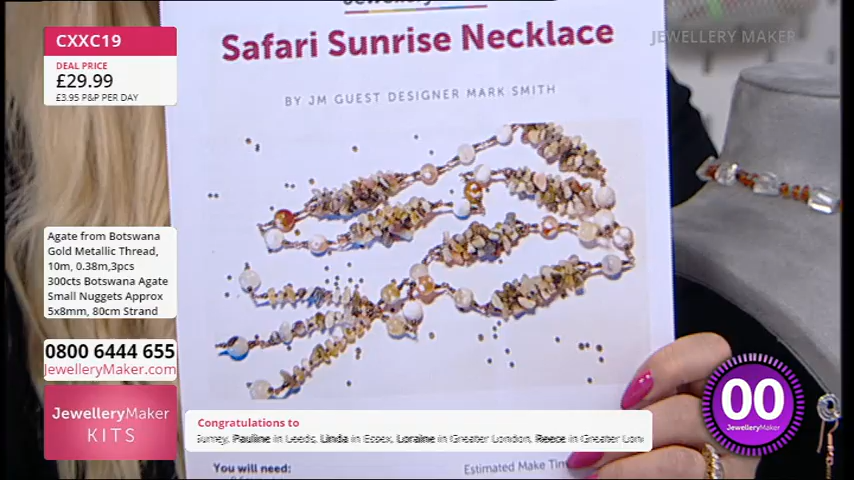 Safari Sunrise Necklace
BY JM GUEST DESIGNER MARK SMITH
JEWELLERY MAKER
CXXC19
DEAL PRICE
£29.99
£3.95 P&P PER DAY
Agate from Botswana
Gold Metallic Thread,
10m, 0.38m,3pcs
300cts Botswana Agate
Small Nuggets Approx
5x8mm, 80cm Strand
0800 6444 655
JewelleryMaker.com
JewelleryMaker
KITS
Congratulations to
Surrey, Pauline in Leeds, Linda in Essex, Loraine in Greater London, Reece in Greater
00
JewelleryMaker
You will need:
Estimated Make